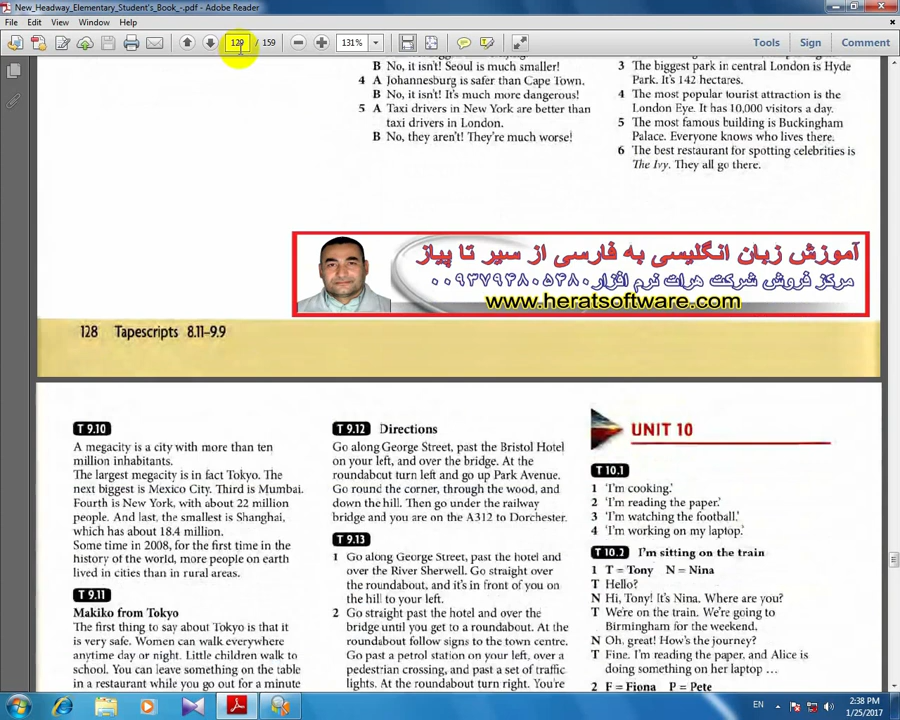 New_Headway_Elementary_Student's_Book_-.pdf - Adobe Reader
File Edit View Window Help
129 / 159 131% Tools Sign Comment
B No, it isn't! Seoul is much smaller!
4 A Johannesburg is safer than Cape Town.
B No, it isn't! It's much more dangerous!
5 A Taxi drivers in New York are better than
taxi drivers in London.
B No, they aren't! They're much worse!
3 The biggest park in central London is Hyde
Park. It's 142 hectares.
4 The most popular tourist attraction is the
London Eye. It has 10,000 visitors a day.
5 The most famous building is Buckingham
Palace. Everyone knows who lives there.
6 The best restaurant for spotting celebrities is
The Ivy. They all go there.
آموزش زبان انگلیسی به فارسی از سیر تا پیاز
مرکز فروش شرکت هرات نرم افزار ۰۰۹۳۷۹۴۸۰۵۴۸۰
www.heratsoftware.com
128 Tapescripts 8.11–9.9
T 9.10
A megacity is a city with more than ten
million inhabitants.
The largest megacity is in fact Tokyo. The
next biggest is Mexico City. Third is Mumbai.
Fourth is New York, with about 22 million
people. And last, the smallest is Shanghai,
which has about 18.4 million.
Some time in 2008, for the first time in the
history of the world, more people on earth
lived in cities than in rural areas.
T 9.11
Makiko from Tokyo
The first thing to say about Tokyo is that it
is very safe. Women can walk everywhere
anytime day or night. Little children walk to
school. You can leave something on the table
in a restaurant while you go out for a minute
T 9.12 Directions
Go along George Street, past the Bristol Hotel
on your left, and over the bridge. At the
roundabout turn left and go up Park Avenue.
Go round the corner, through the wood, and
down the hill. Then go under the railway
bridge and you are on the A312 to Dorchester.
T 9.13
1 Go along George Street, past the hotel and
over the River Sherwell. Go straight over
the roundabout, and it's in front of you on
the hill to your left.
2 Go straight past the hotel and over the
bridge until you get to a roundabout. At the
roundabout follow signs to the town centre.
Go past a petrol station on your left, over a
pedestrian crossing, and past a set of traffic
lights. At the roundabout turn right. You're
UNIT 10
T 10.1
1 'I'm cooking.'
2 'I'm reading the paper.'
3 'I'm watching the football.'
4 'I'm working on my laptop.'
T 10.2 I'm sitting on the train
1 T = Tony N = Nina
T Hello?
N Hi, Tony! It's Nina. Where are you?
T We're on the train. We're going to
Birmingham for the weekend.
N Oh, great! How's the journey?
T Fine. I'm reading the paper, and Alice is
doing something on her laptop ...
2 F = Fiona P = Pete
EN 2:38 PM
1/25/2017